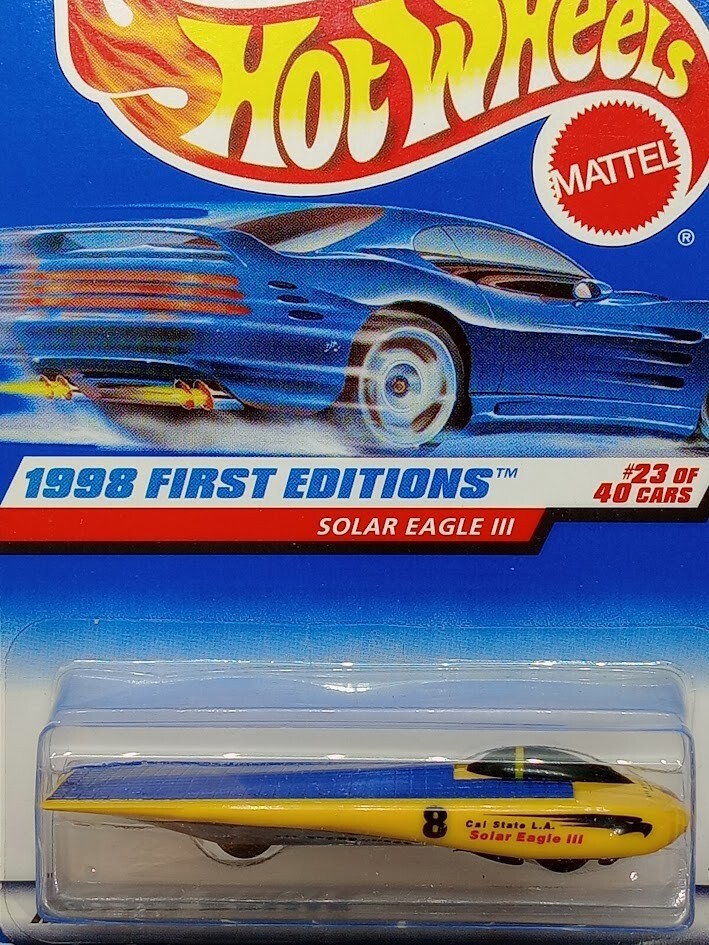 Hot Wheels
MATTEL
®
1998 FIRST EDITIONS™
#23 OF
40 CARS
SOLAR EAGLE III
8
Cal State L.A.
Solar Eagle III